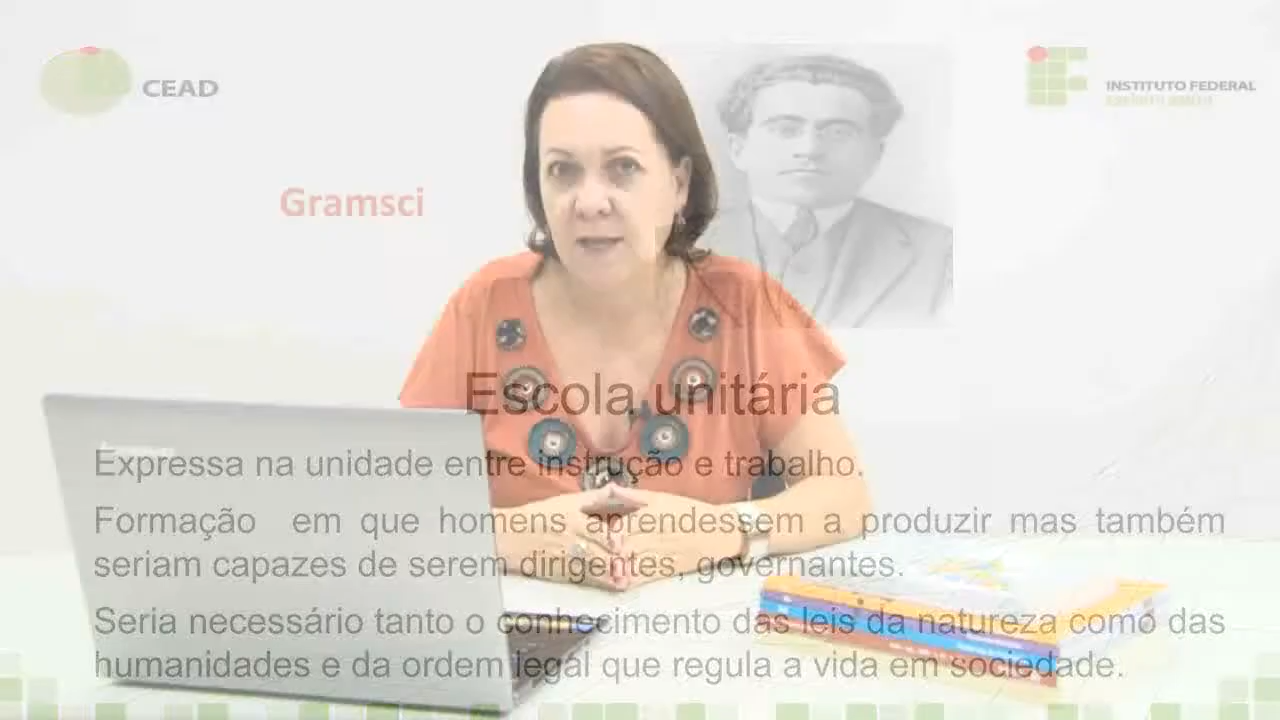 CEAD
INSTITUTO FEDERAL
ESPÍRITO SANTO
Gramsci
Escola unitária
Expressa na unidade entre instrução e trabalho.
Formação em que homens aprendessem a produzir mas também
seriam capazes de serem dirigentes, governantes.
Seria necessário tanto o conhecimento das leis da natureza como das
humanidades e da ordem legal que regula a vida em sociedade.